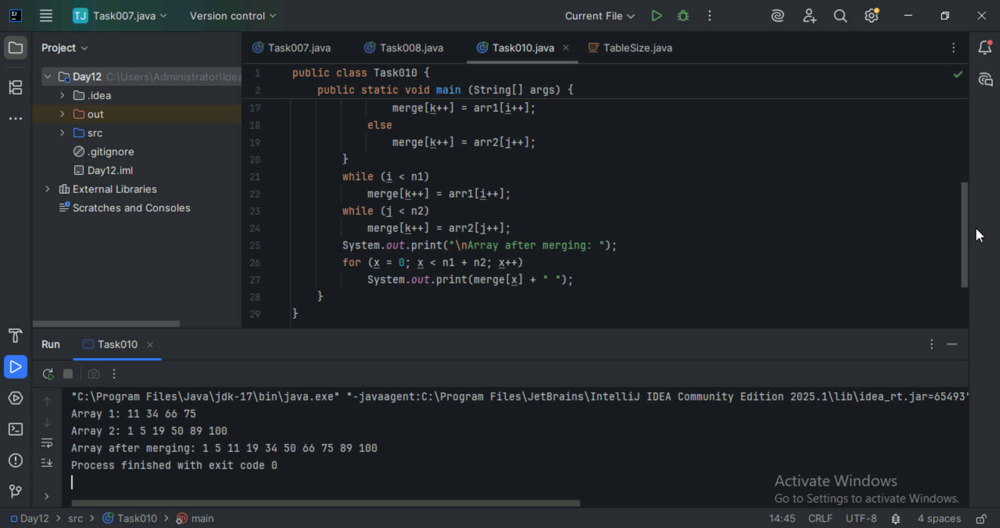 TJ Task007.java Version control Current File
Project
Task007.java Task008.java Task010.java TableSize.java
Day12 C:\Users\Administrator\Idea
.idea
out
src
.gitignore
Day12.iml
External Libraries
Scratches and Consoles
1 public class Task010 {
2 public static void main (String[] args) {
17 merge[k++] = arr1[i++];
18 else
19 merge[k++] = arr2[j++];
20 }
21 while (i < n1)
22 merge[k++] = arr1[i++];
23 while (j < n2)
24 merge[k++] = arr2[j++];
25 System.out.print("\nArray after merging: ");
26 for (x = 0; x < n1 + n2; x++)
27 System.out.print(merge[x] + " ");
28 }
29 }
Run Task010
"C:\Program Files\Java\jdk-17\bin\java.exe" "-javaagent:C:\Program Files\JetBrains\IntelliJ IDEA Community Edition 2025.1\lib\idea_rt.jar=65493"
Array 1: 11 34 66 75
Array 2: 1 5 19 50 89 100
Array after merging: 1 5 11 19 34 50 66 75 89 100
Process finished with exit code 0
Activate Windows
Go to Settings to activate Windows.
Day12 > src > Task010 > main 14:45 CRLF UTF-8 4 spaces